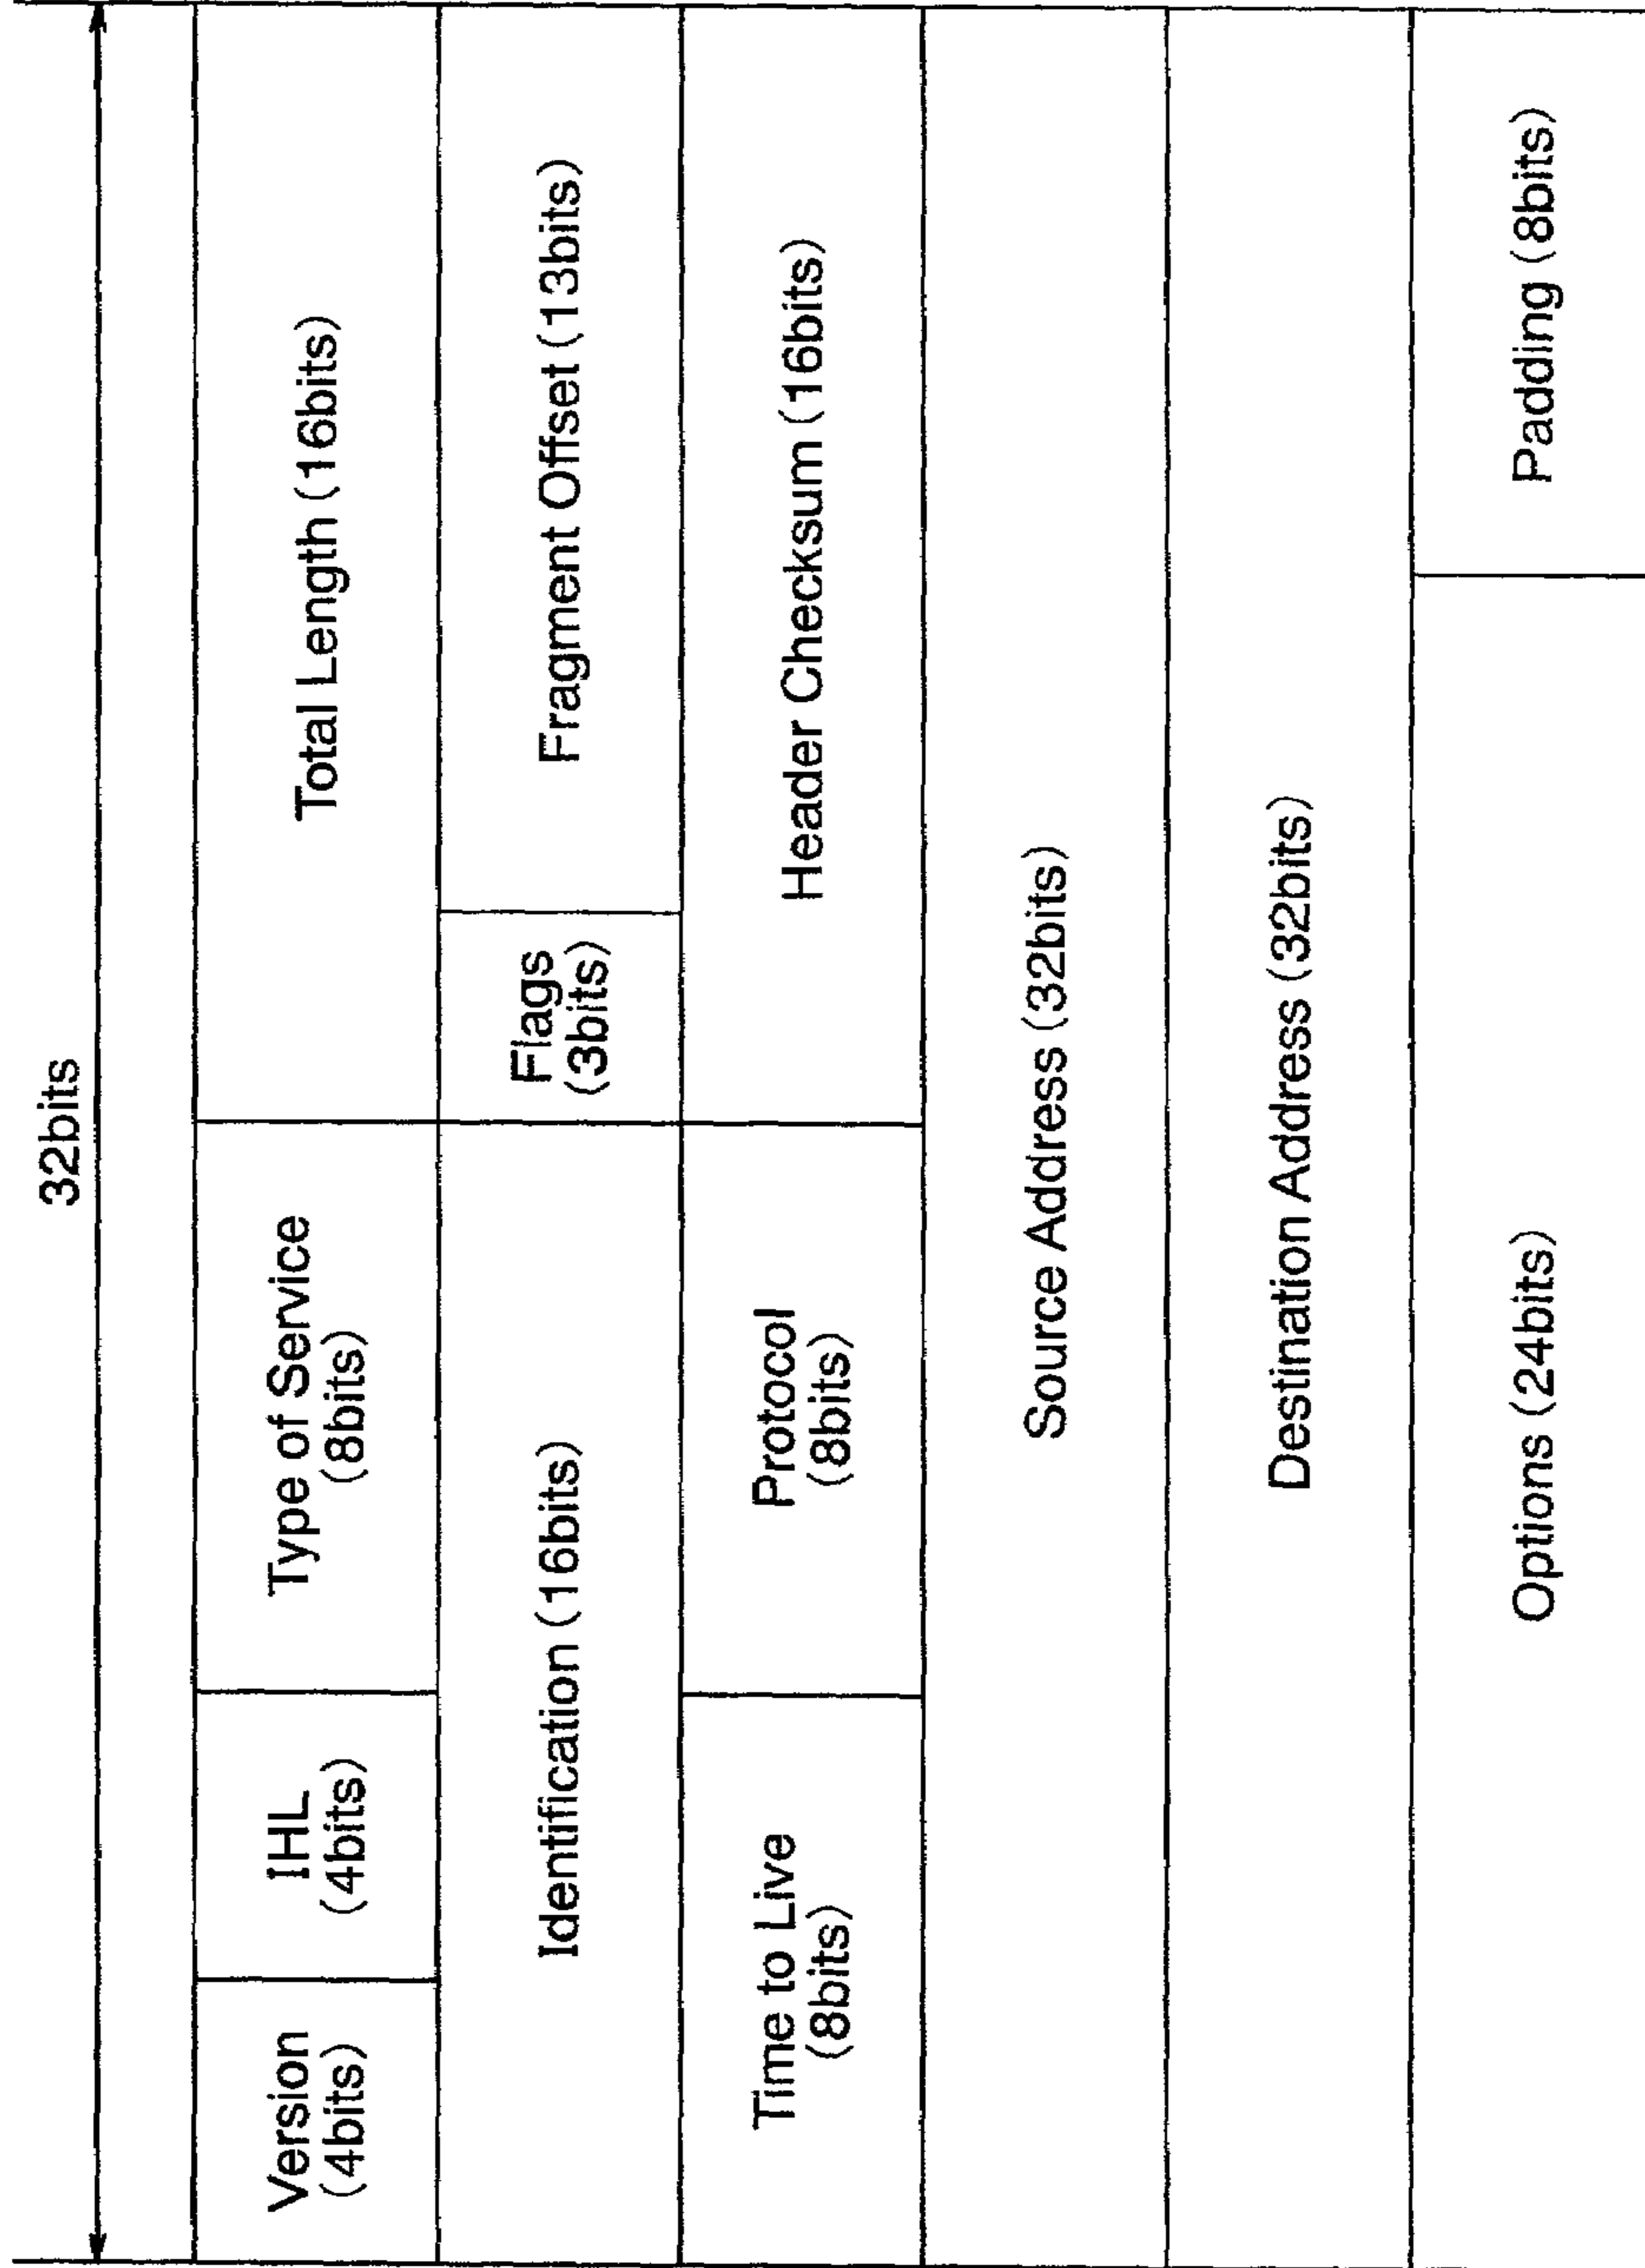 32bits
Version
(4bits)
IHL
(4bits)
Type of Service
(8bits)
Total Length (16bits)
Identification (16bits)
Flags
(3bits)
Fragment Offset (13bits)
Time to Live
(8bits)
Protocol
(8bits)
Header Checksum (16bits)
Source Address (32bits)
Destination Address (32bits)
Options (24bits)
Padding (8bits)